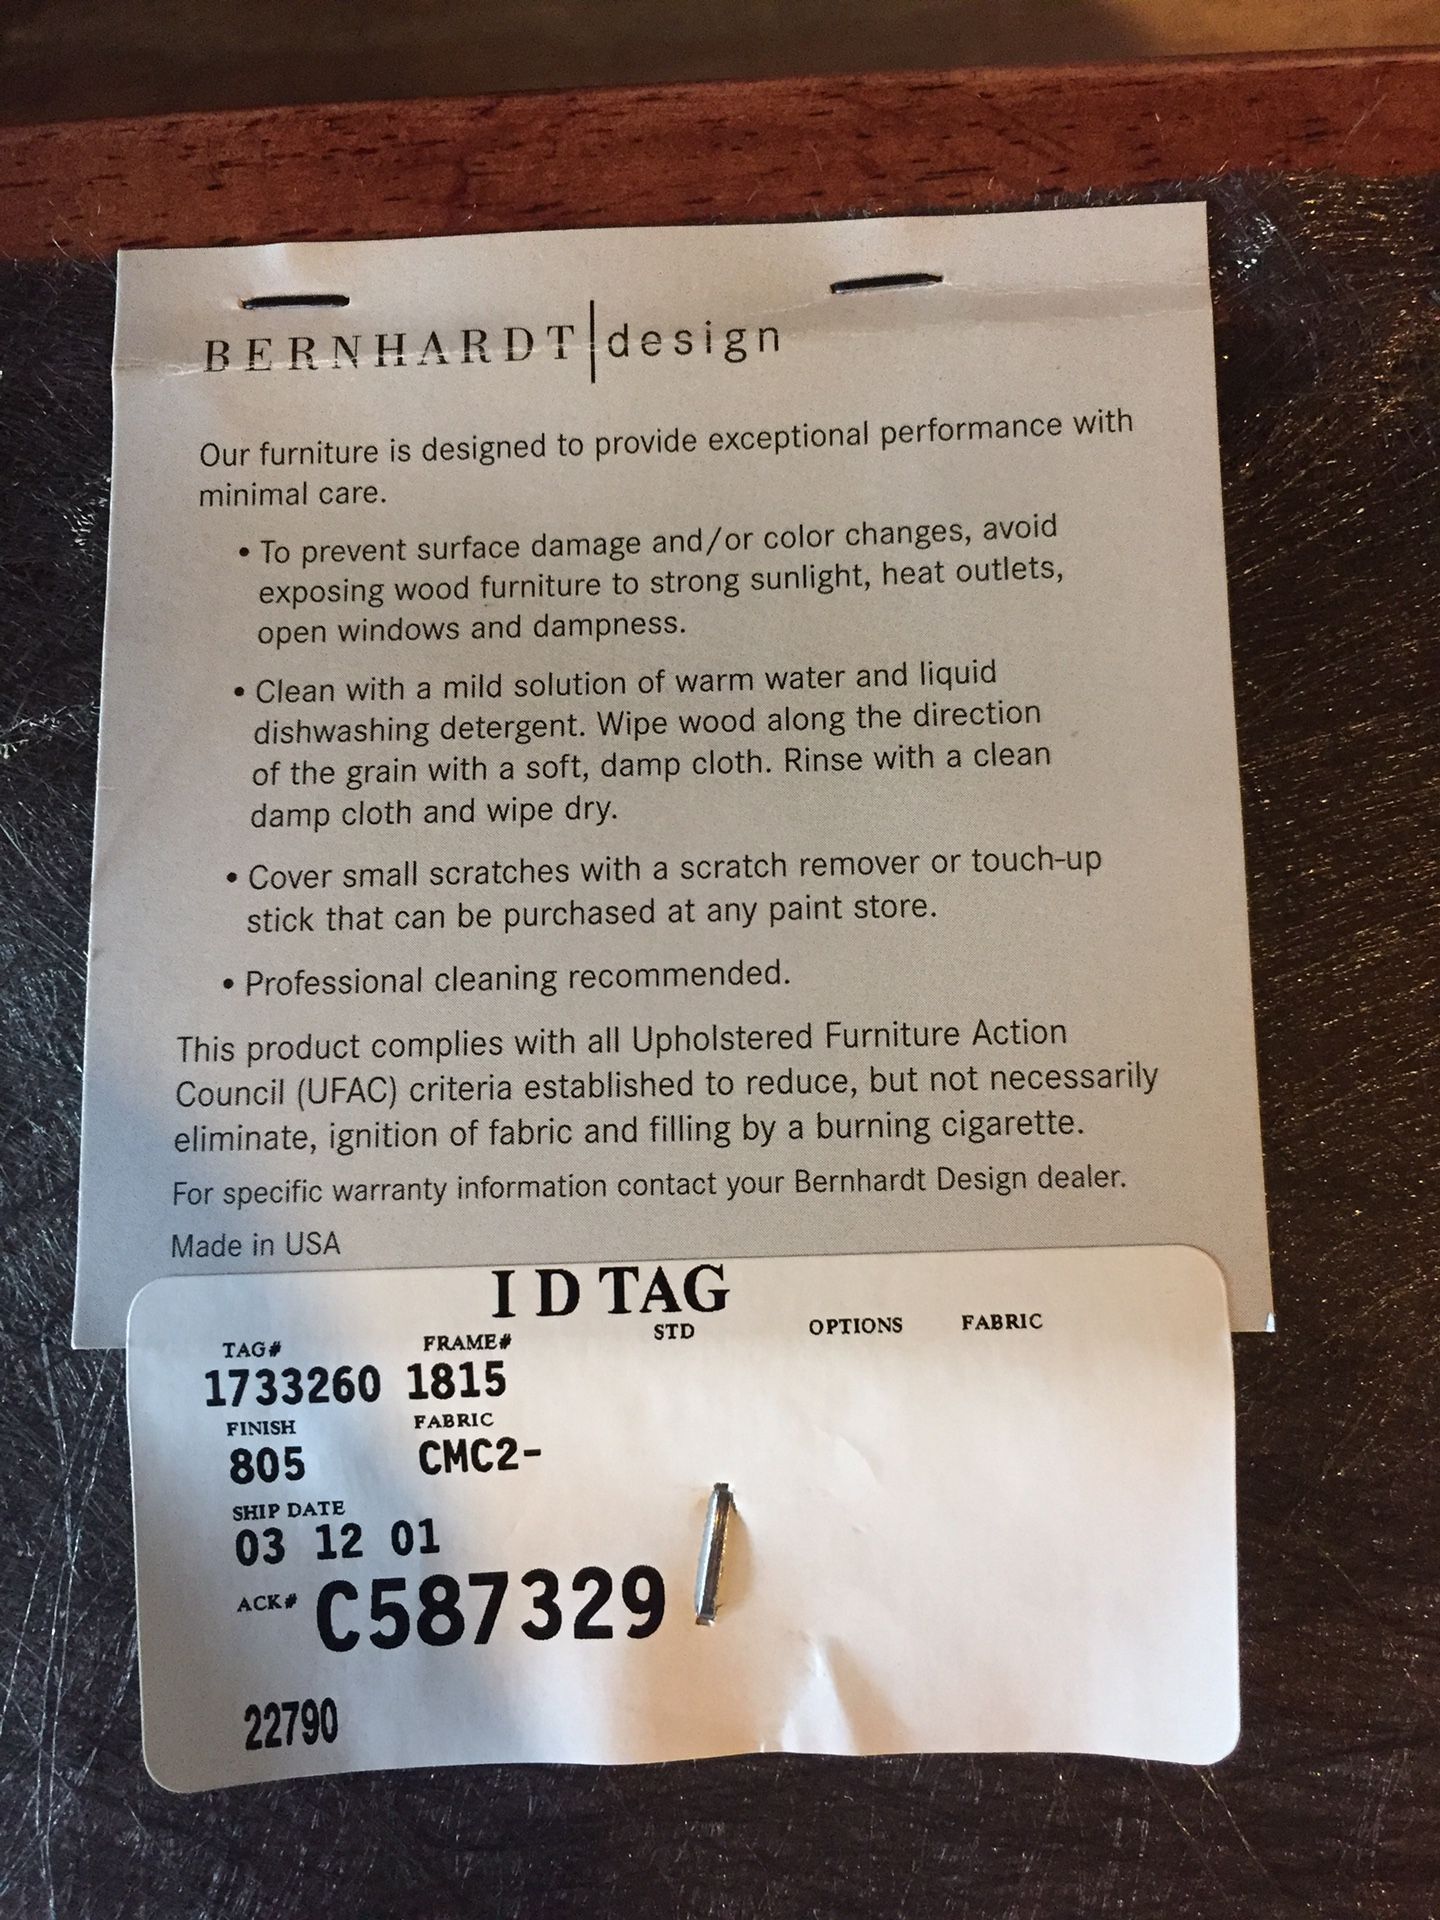 BERNHARDT | design
Our furniture is designed to provide exceptional performance with
minimal care.
• To prevent surface damage and/or color changes, avoid
exposing wood furniture to strong sunlight, heat outlets,
open windows and dampness.
• Clean with a mild solution of warm water and liquid
dishwashing detergent. Wipe wood along the direction
of the grain with a soft, damp cloth. Rinse with a clean
damp cloth and wipe dry.
• Cover small scratches with a scratch remover or touch-up
stick that can be purchased at any paint store.
• Professional cleaning recommended.
This product complies with all Upholstered Furniture Action
Council (UFAC) criteria established to reduce, but not necessarily
eliminate, ignition of fabric and filling by a burning cigarette.
For specific warranty information contact your Bernhardt Design dealer.
Made in USA
I D TAG
TAG# FRAME# STD OPTIONS FABRIC
1733260 1815
FINISH FABRIC
805 CMC2-
SHIP DATE
03 12 01
ACK# C587329
22790